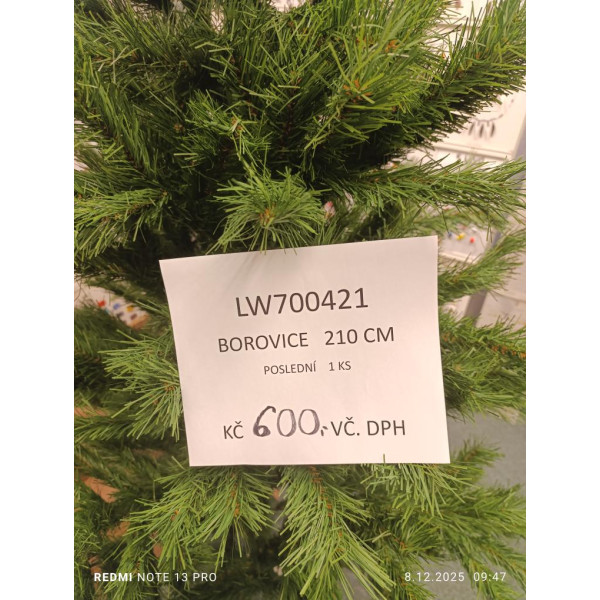 LW700421
BOROVICE 210 CM
POSLEDNÍ 1 KS
KČ 600,- VČ. DPH
REDMI NOTE 13 PRO
8.12.2025 09:47